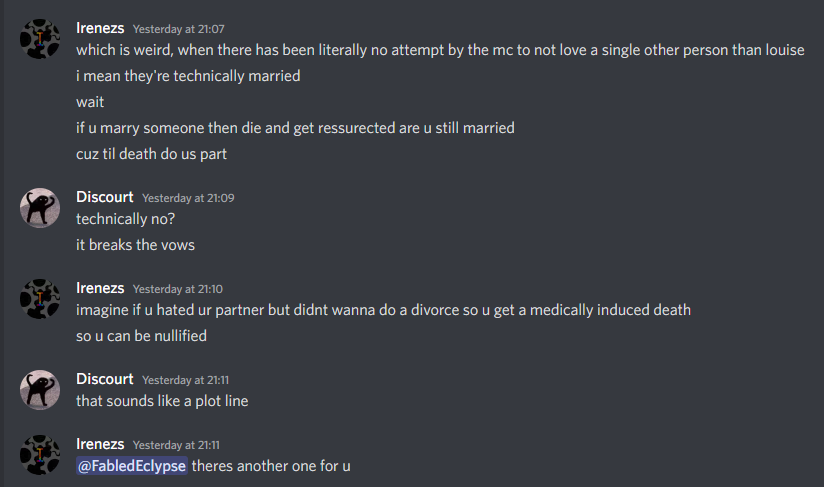 Irenezs Yesterday at 21:07
which is weird, when there has been literally no attempt by the mc to not love a single other person than louise
i mean they're technically married
wait
if u marry someone then die and get ressurected are u still married
cuz til death do us part
Discourt Yesterday at 21:09
technically no?
it breaks the vows
Irenezs Yesterday at 21:10
imagine if u hated ur partner but didnt wanna do a divorce so u get a medically induced death
so u can be nullified
Discourt Yesterday at 21:11
that sounds like a plot line
Irenezs Yesterday at 21:11
@FabledEclypse theres another one for u